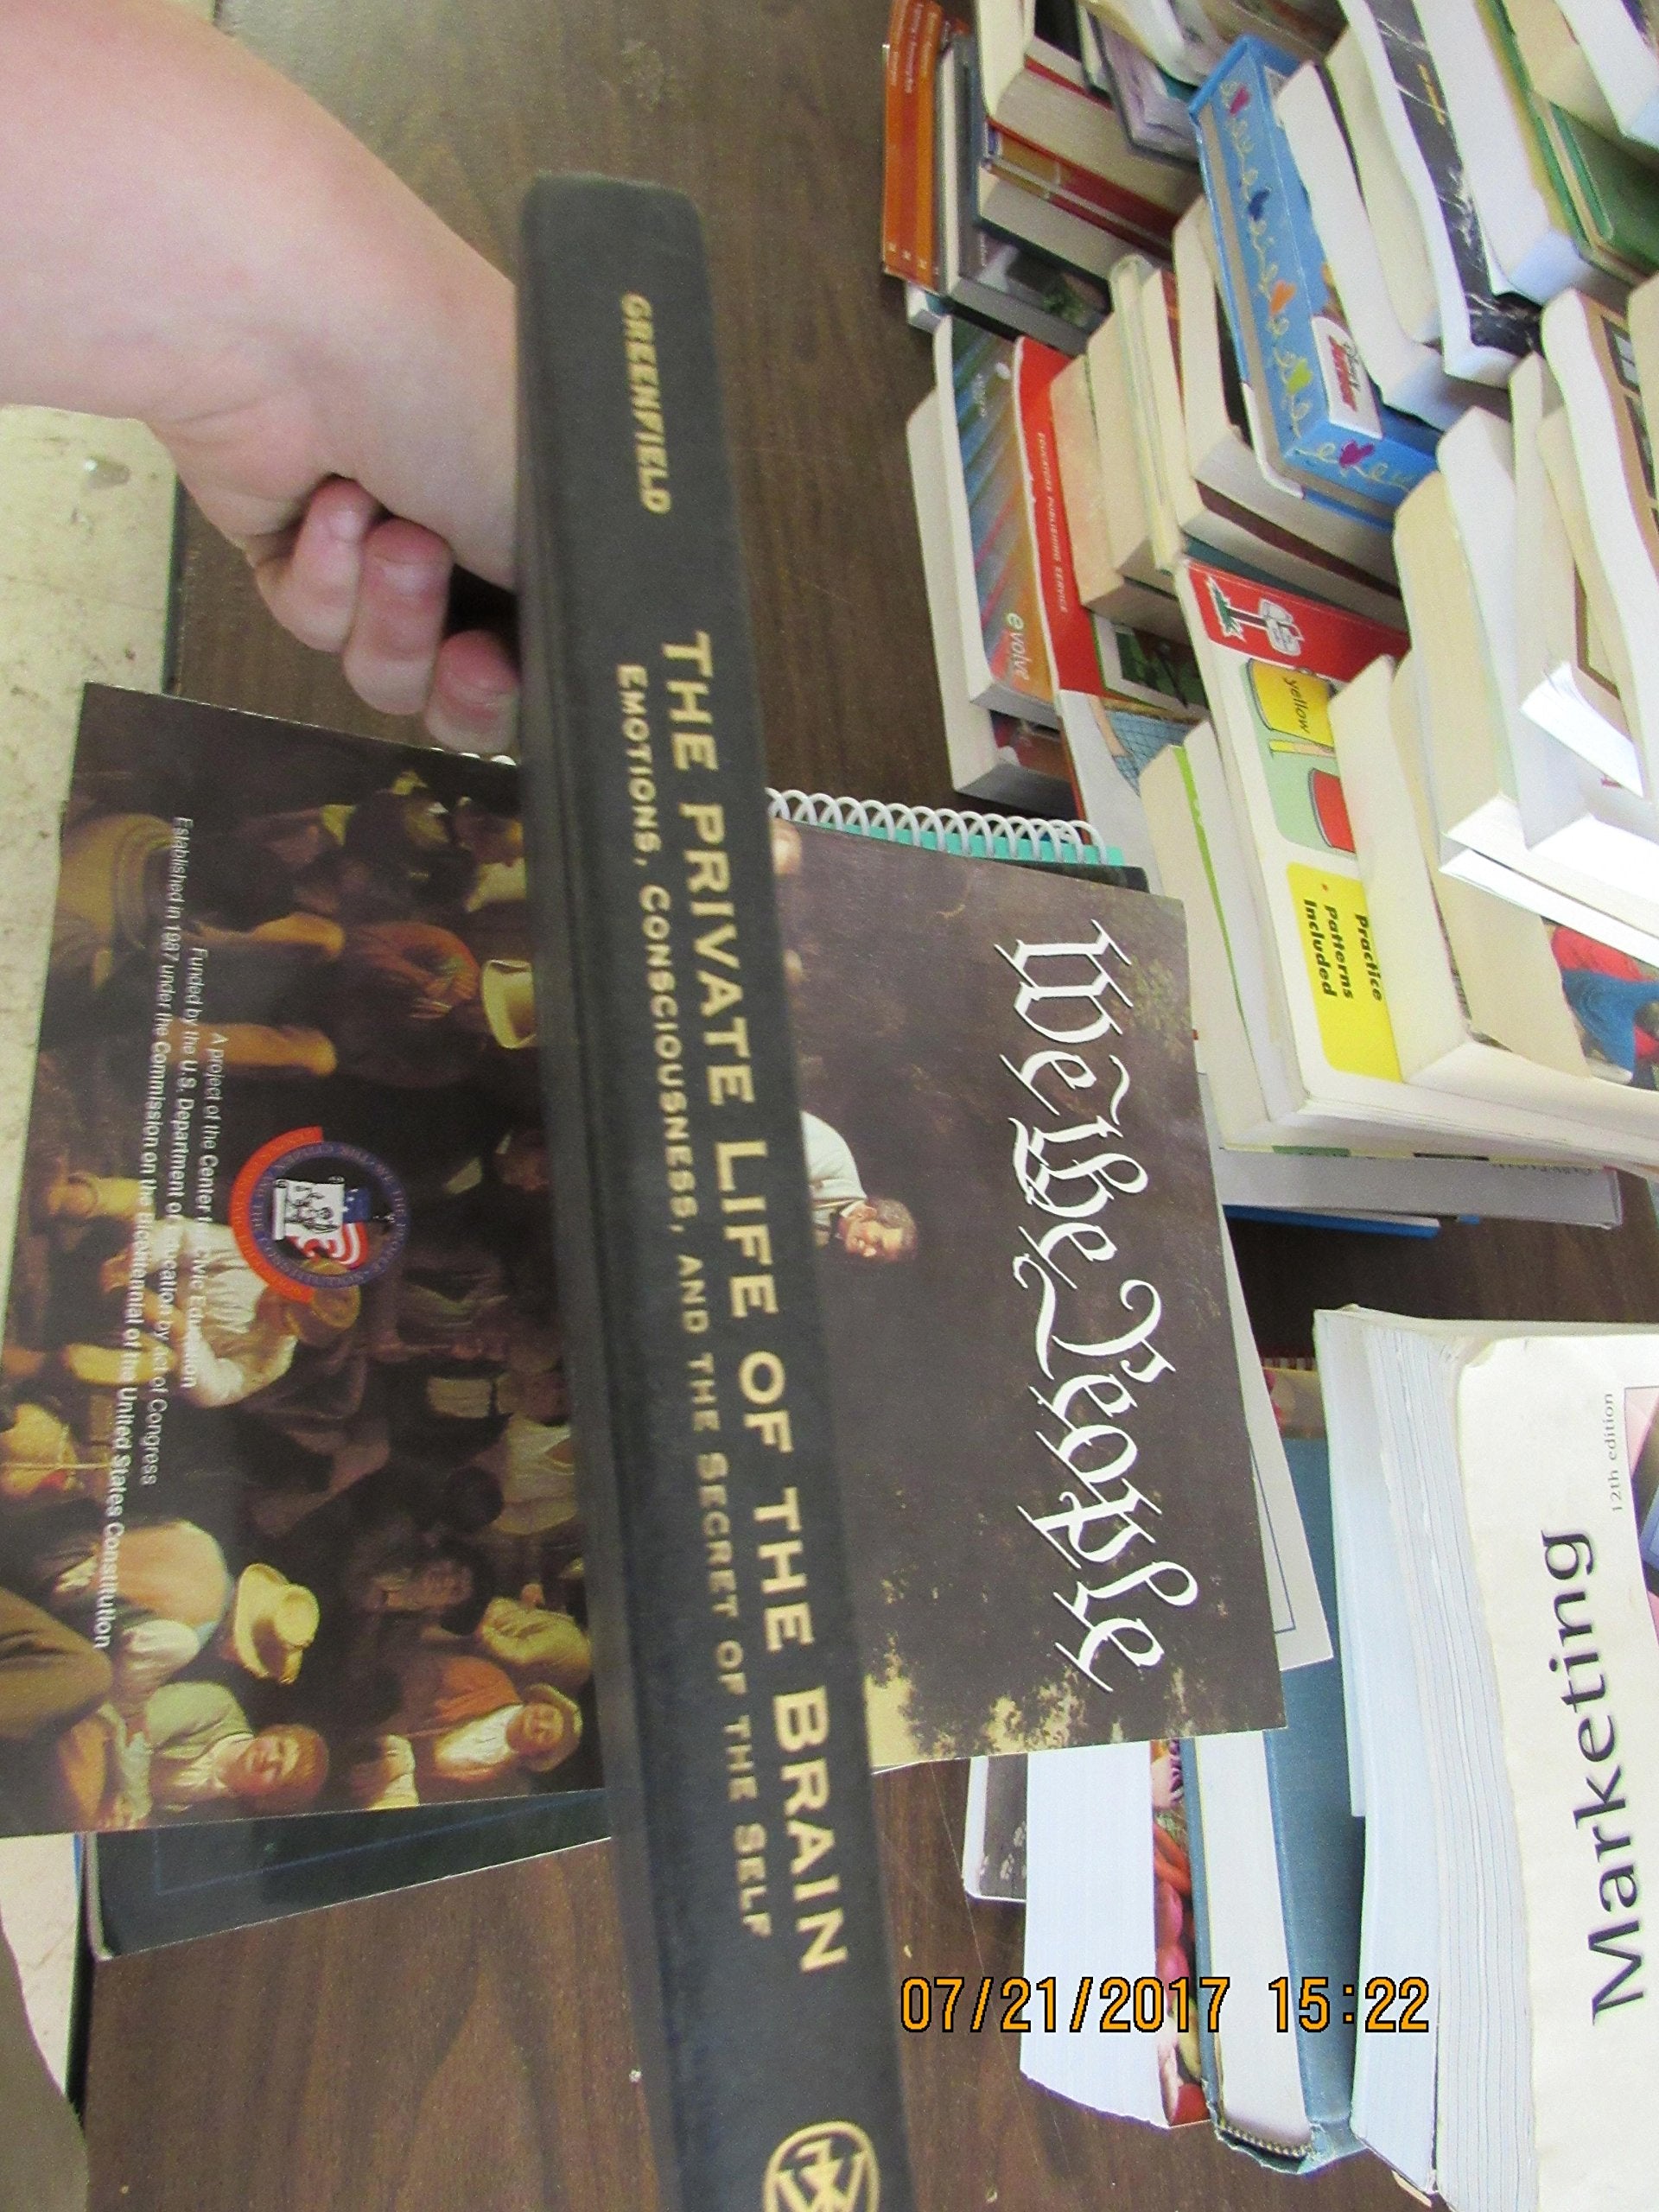 GREENFIELD
THE PRIVATE LIFE OF THE BRAIN
EMOTIONS, CONSCIOUSNESS, AND THE SECRET OF THE SELF
We the People
A project of the Center
Funded by the U.S. Department of Education by act of Congress
Established in 1987 under the Commission on the Bicentennial of the United States Constitution
EDUCATORS PUBLISHING SERVICE
evolve
yellow
Practice
Patterns
Included
12th edition
Marketing
07/21/2017 15:22